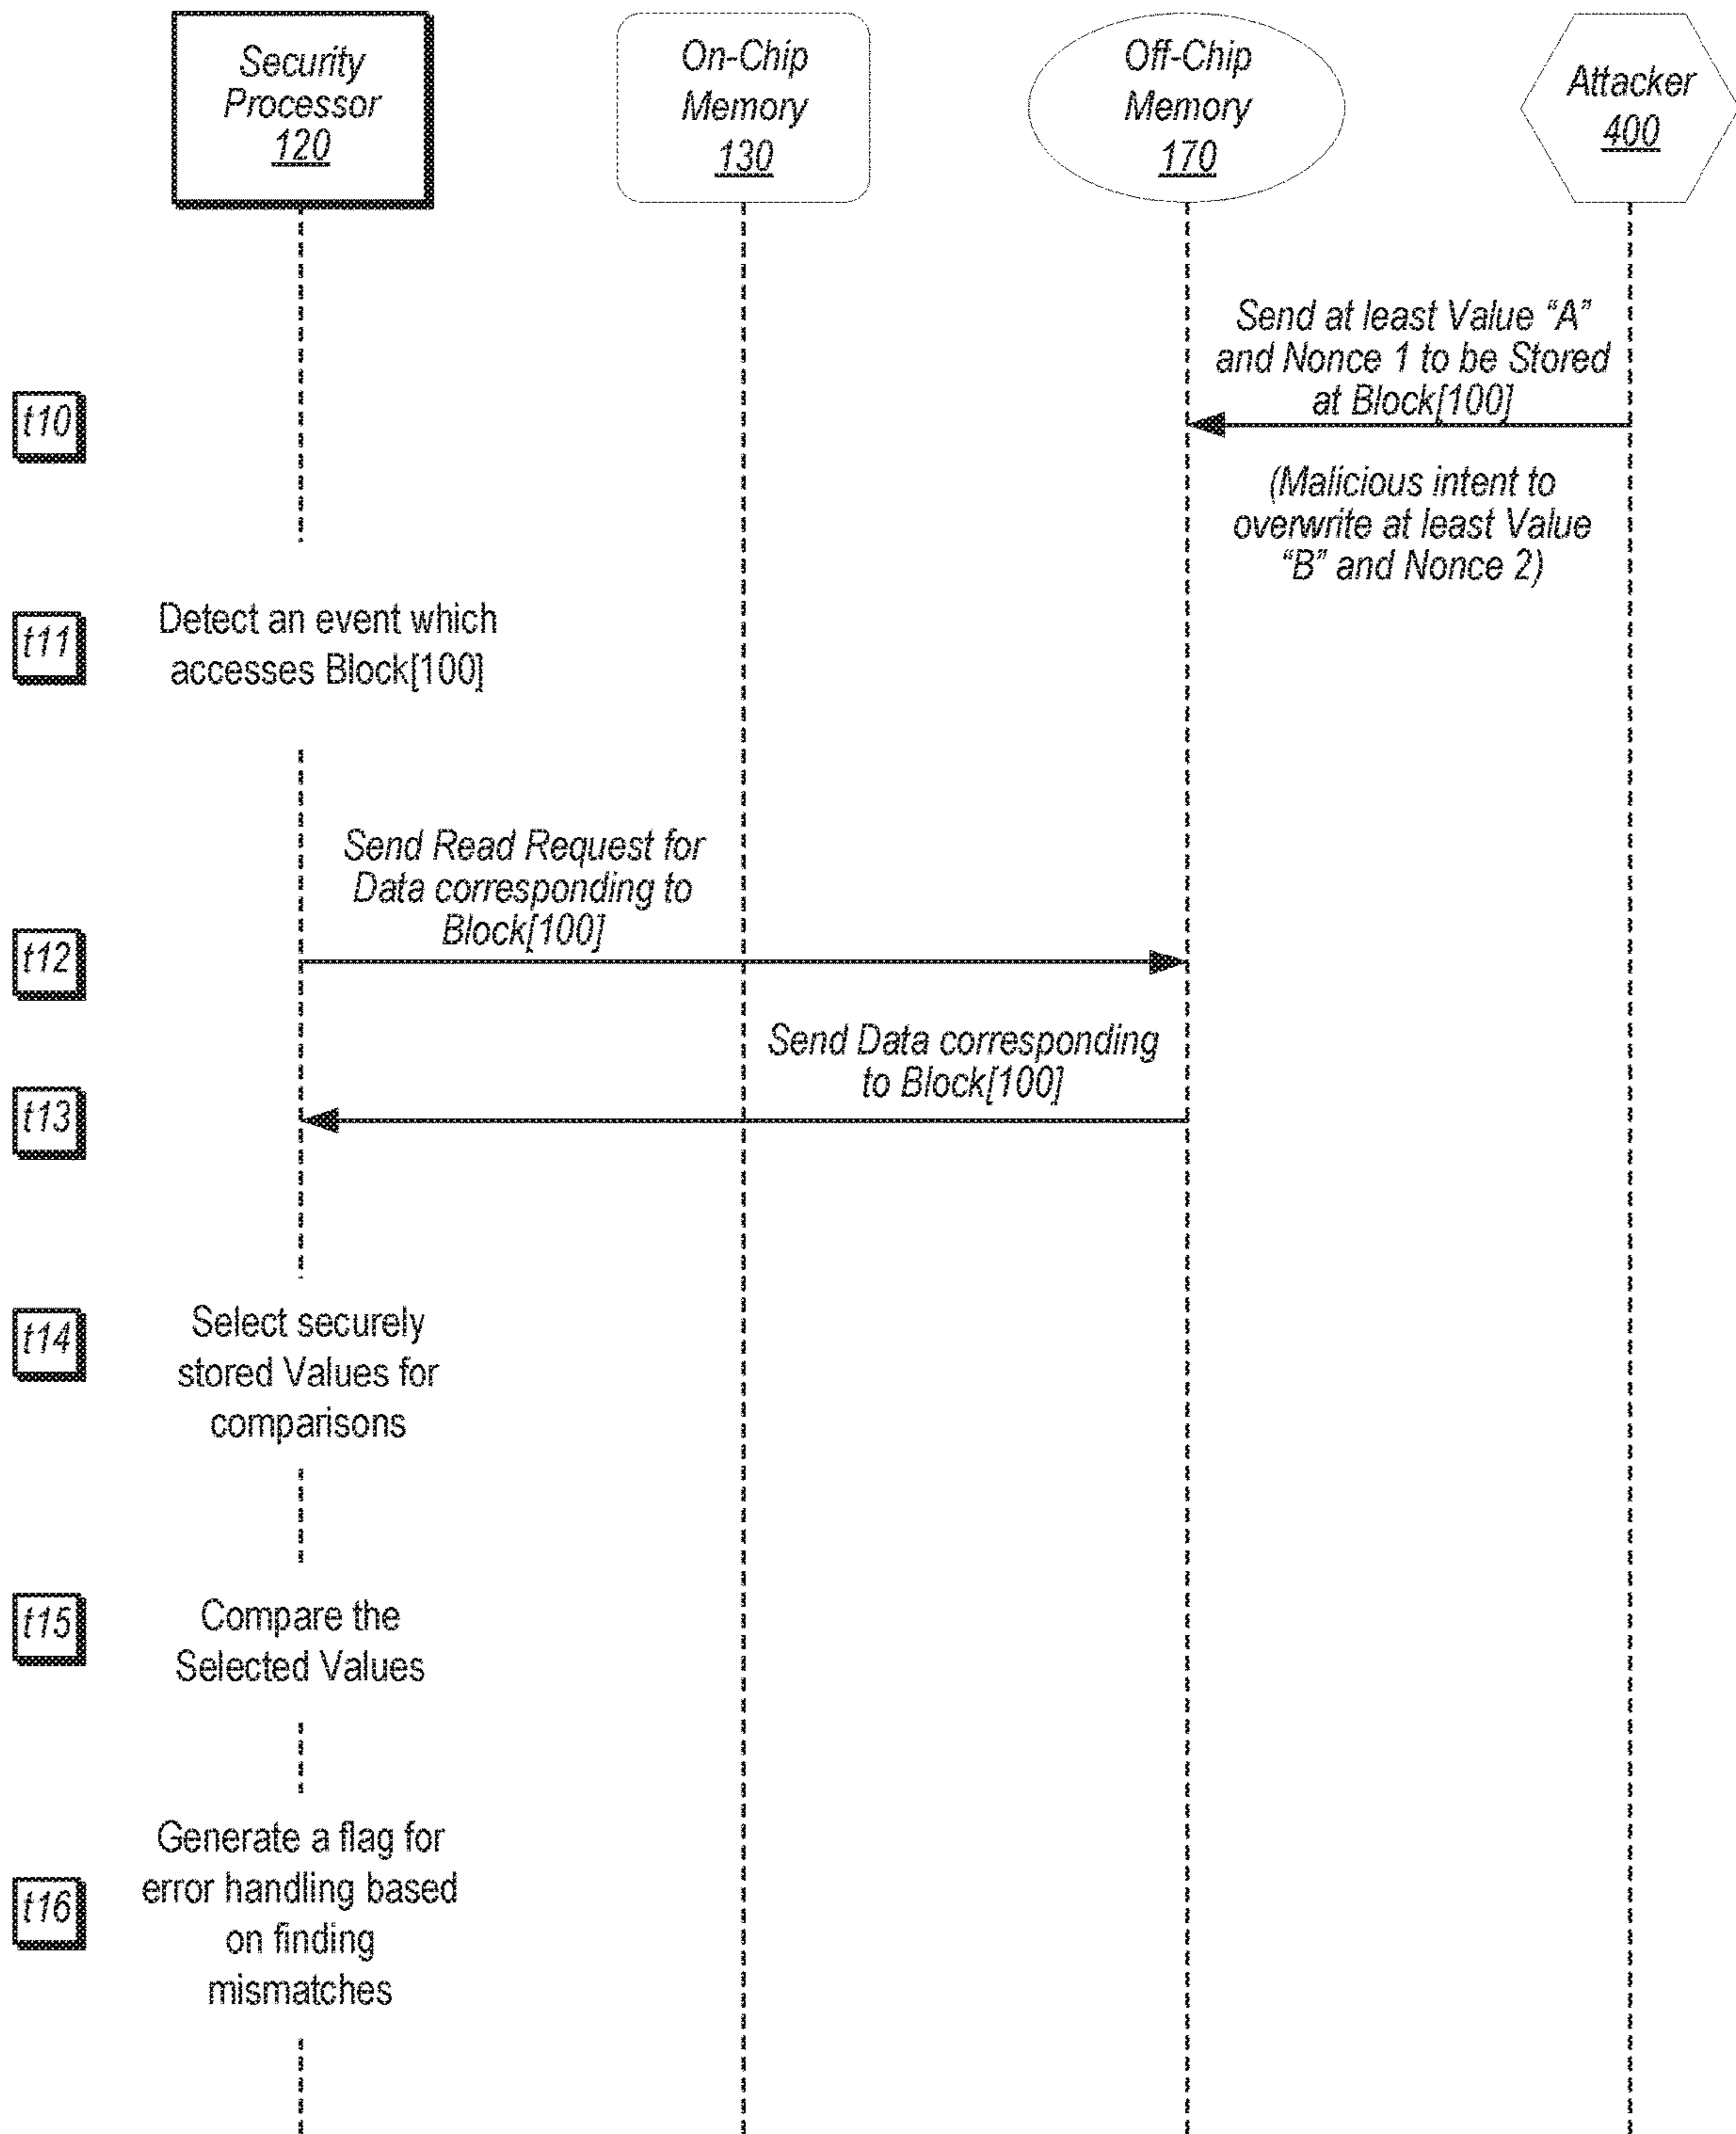 Security
Processor
120
On-Chip
Memory
130
Off-Chip
Memory
170
Attacker
400
Send at least Value “A”
and Nonce 1 to be Stored
at Block[100]
t10
(Malicious intent to
overwrite at least Value
“B” and Nonce 2)
t11
Detect an event which
accesses Block[100]
Send Read Request for
Data corresponding to
Block[100]
t12
Send Data corresponding
to Block[100]
t13
t14
Select securely
stored Values for
comparisons
t15
Compare the
Selected Values
t16
Generate a flag for
error handling based
on finding
mismatches